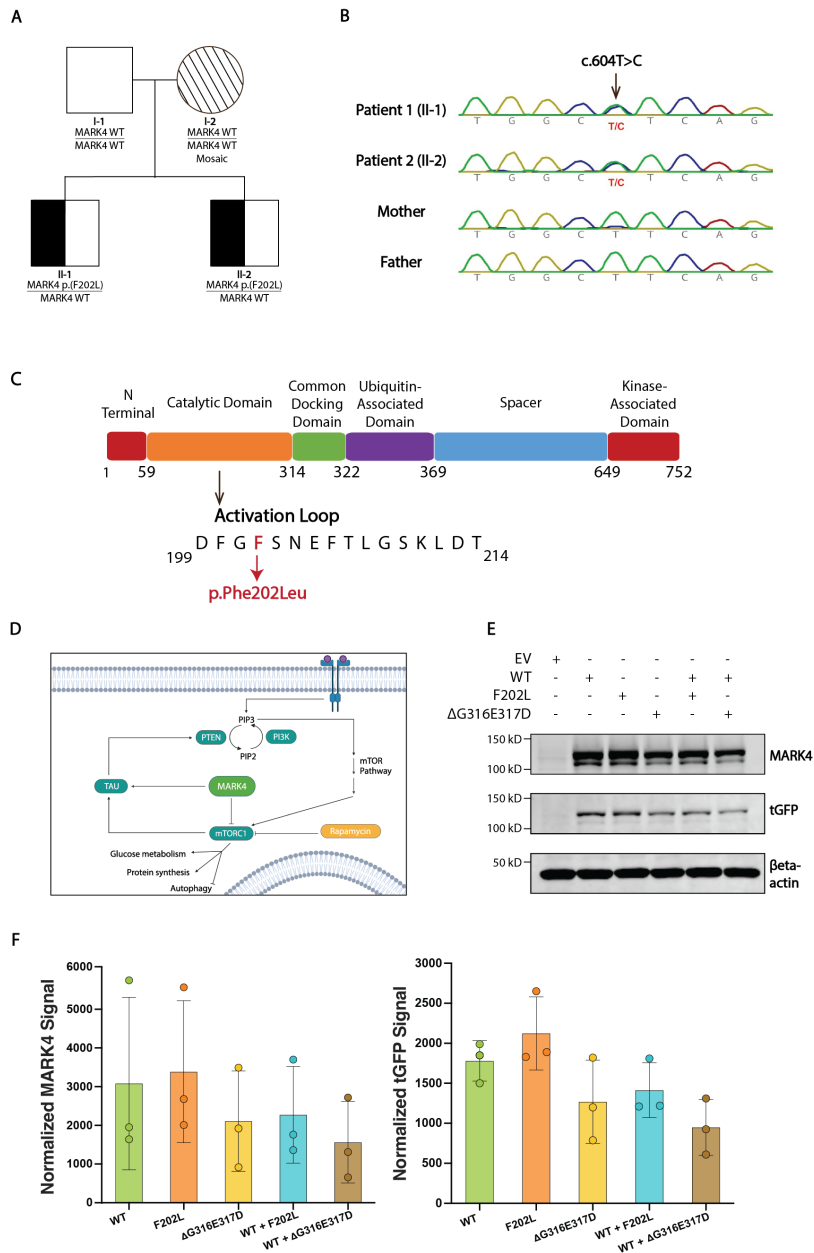 A
I-1
MARK4 WT
MARK4 WT
I-2
MARK4 WT
MARK4 WT
Mosaic
II-1
MARK4 p.(F202L)
MARK4 WT
II-2
MARK4 p.(F202L)
MARK4 WT
B
c.604T>C
Patient 1 (II-1)
T G G C T/C T C A G
Patient 2 (II-2)
T G G C T/C T C A G
Mother
T G G C T T C A G
Father
T G G C T T C A G
C
N
Terminal
Catalytic Domain
Common
Docking
Domain
Ubiquitin-
Associated
Domain
Spacer
Kinase-
Associated
Domain
1 59 314 322 369 649 752
Activation Loop
199 D F G F S N E F T L G S K L D T 214
p.Phe202Leu
D
PIP3
PTEN
PI3K
PIP2
mTOR
Pathway
TAU
MARK4
mTORC1
Rapamycin
Glucose metabolism
Protein synthesis
Autophagy
E
EV + - - - - -
WT - + - - + +
F202L - - + - + -
ΔG316E317D - - - + - +
150 kD
100 kD
MARK4
150 kD
100 kD
tGFP
50 kD
βeta-
actin
F
Normalized MARK4 Signal
6000
5000
4000
3000
2000
1000
0
WT
F202L
ΔG316E317D
WT + F202L
WT + ΔG316E317D
Normalized tGFP Signal
3000
2500
2000
1500
1000
500
0
WT
F202L
ΔG316E317D
WT + F202L
WT + ΔG316E317D